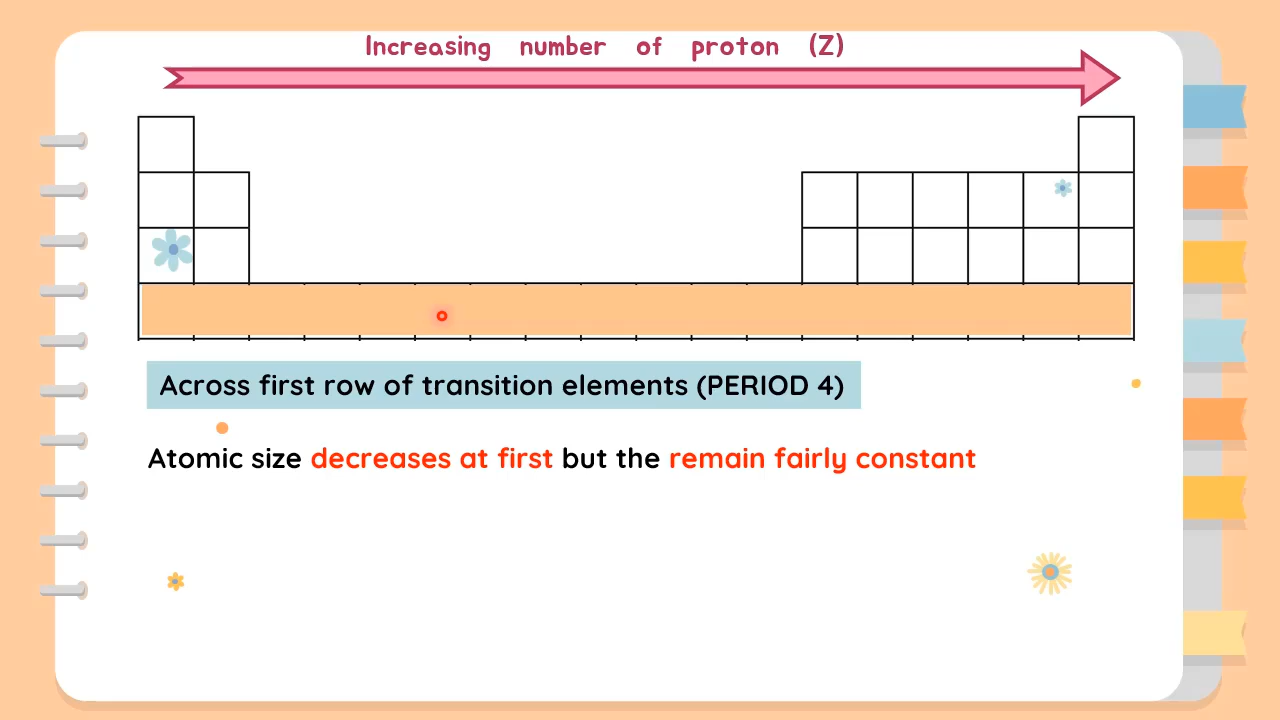 Increasing number of proton (Z)
Across first row of transition elements (PERIOD 4)
Atomic size decreases at first but the remain fairly constant